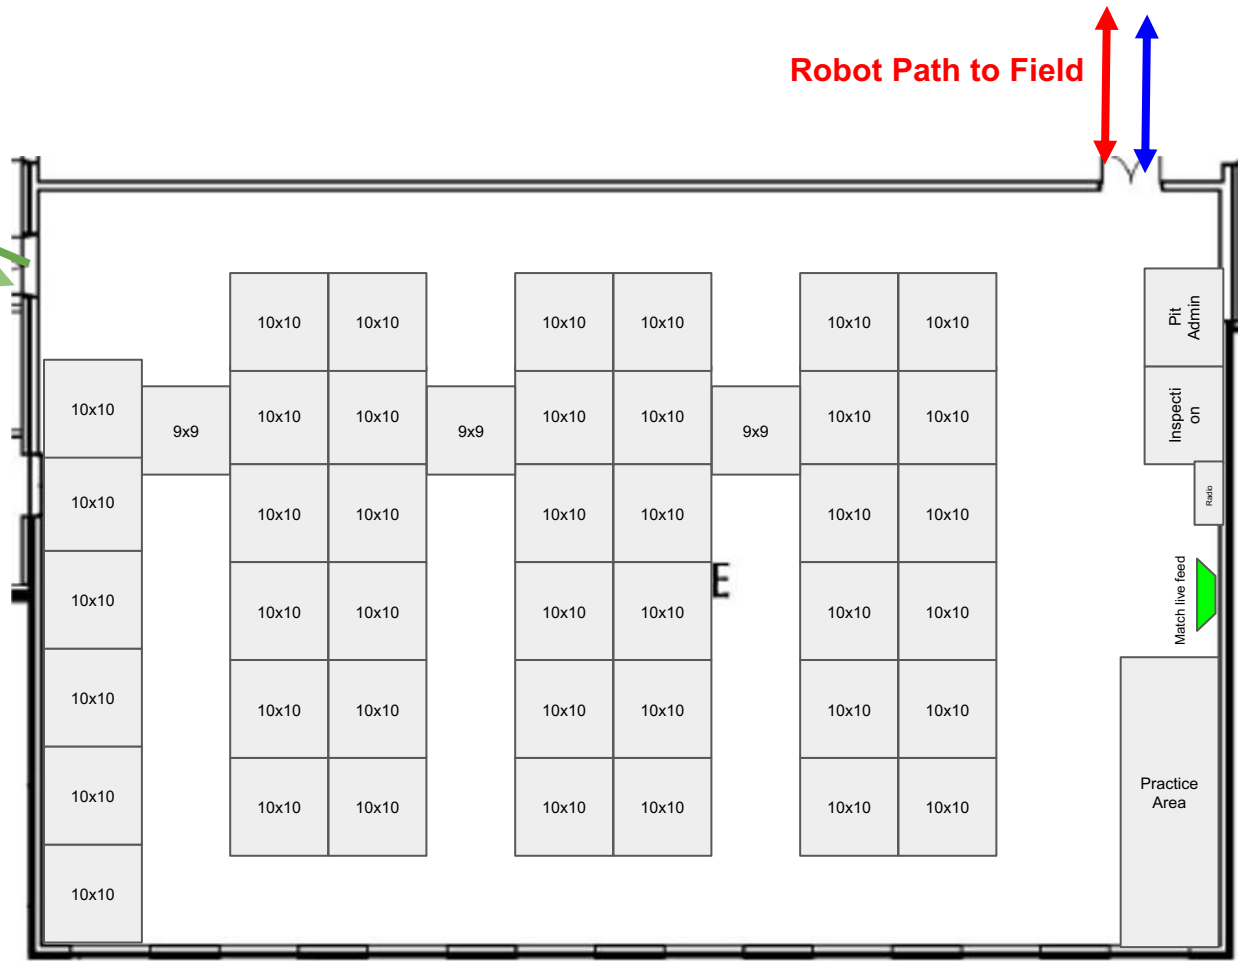 Robot Path to Field
10x10 10x10 10x10 10x10 10x10 10x10
Pit
Admin
10x10 9x9 10x10 10x10 9x9 10x10 10x10 9x9 10x10 10x10
Inspecti
on
10x10 10x10 10x10 10x10 10x10 10x10 10x10
Radio
10x10 10x10 10x10 10x10 10x10 10x10 10x10
E
Match live feed
10x10 10x10 10x10 10x10 10x10 10x10 10x10
10x10 10x10 10x10 10x10 10x10 10x10 10x10
Practice
Area
10x10